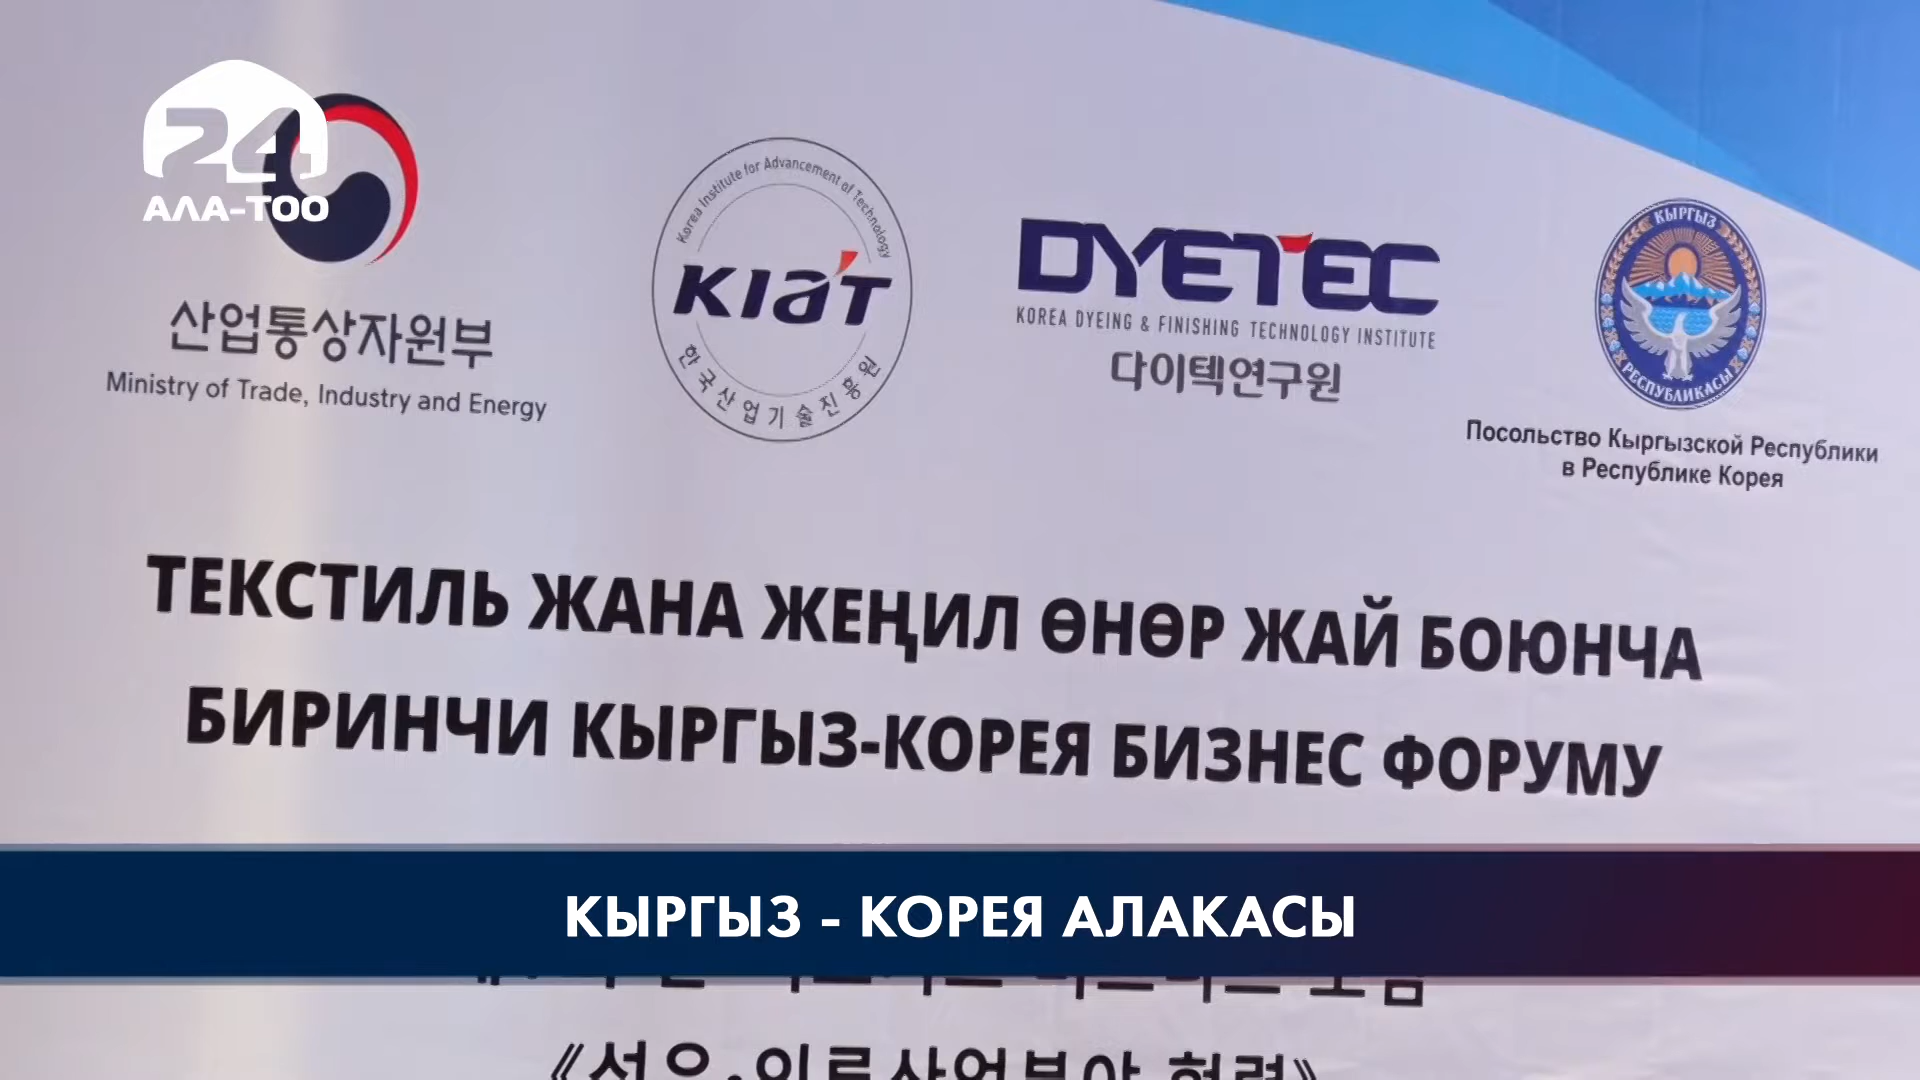 24
АЛА-ТОО
산업통상자원부
Ministry of Trade, Industry and Energy
Korea Institute for Advancement of Technology
KIAT
한국산업기술진흥원
DYETEC
KOREA DYEING & FINISHING TECHNOLOGY INSTITUTE
다이텍연구원
КЫРГЫЗ
РЕСПУБЛИКАСЫ
Посольство Кыргызской Республики
в Республике Корея
ТЕКСТИЛЬ ЖАНА ЖЕҢИЛ ӨНӨР ЖАЙ БОЮНЧА
БИРИНЧИ КЫРГЫЗ-КОРЕЯ БИЗНЕС ФОРУМУ
КЫРГЫЗ - КОРЕЯ АЛАКАСЫ